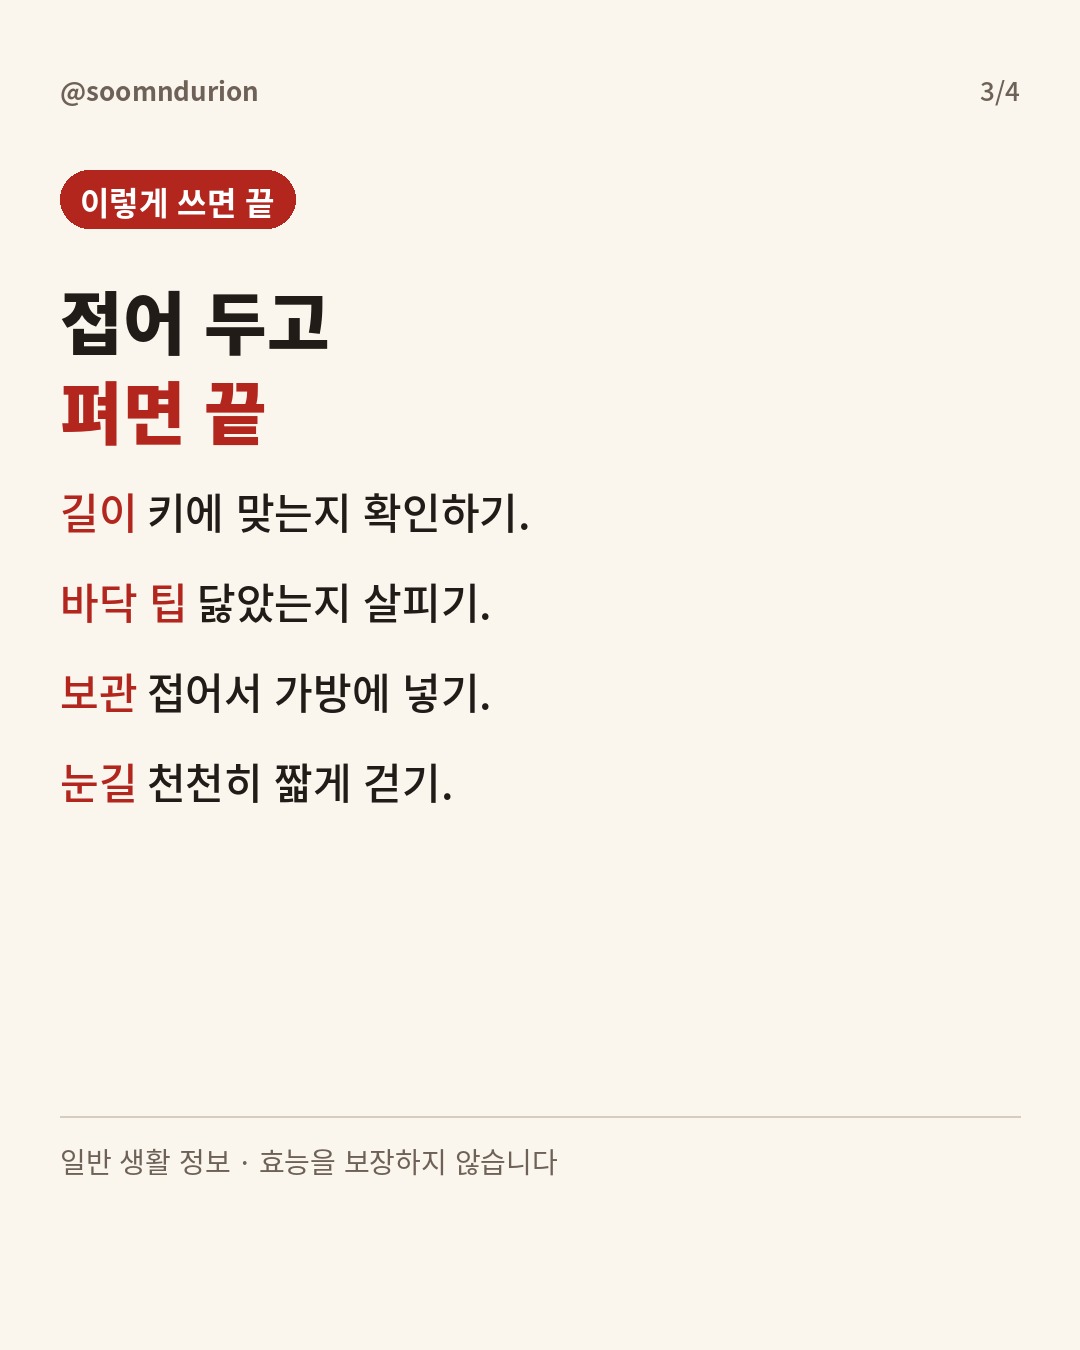 @soomndurion
3/4
이렇게 쓰면 끝
접어 두고
펴면 끝
길이 키에 맞는지 확인하기.
바닥 팁 닳았는지 살피기.
보관 접어서 가방에 넣기.
눈길 천천히 짧게 걷기.
일반 생활 정보 · 효능을 보장하지 않습니다